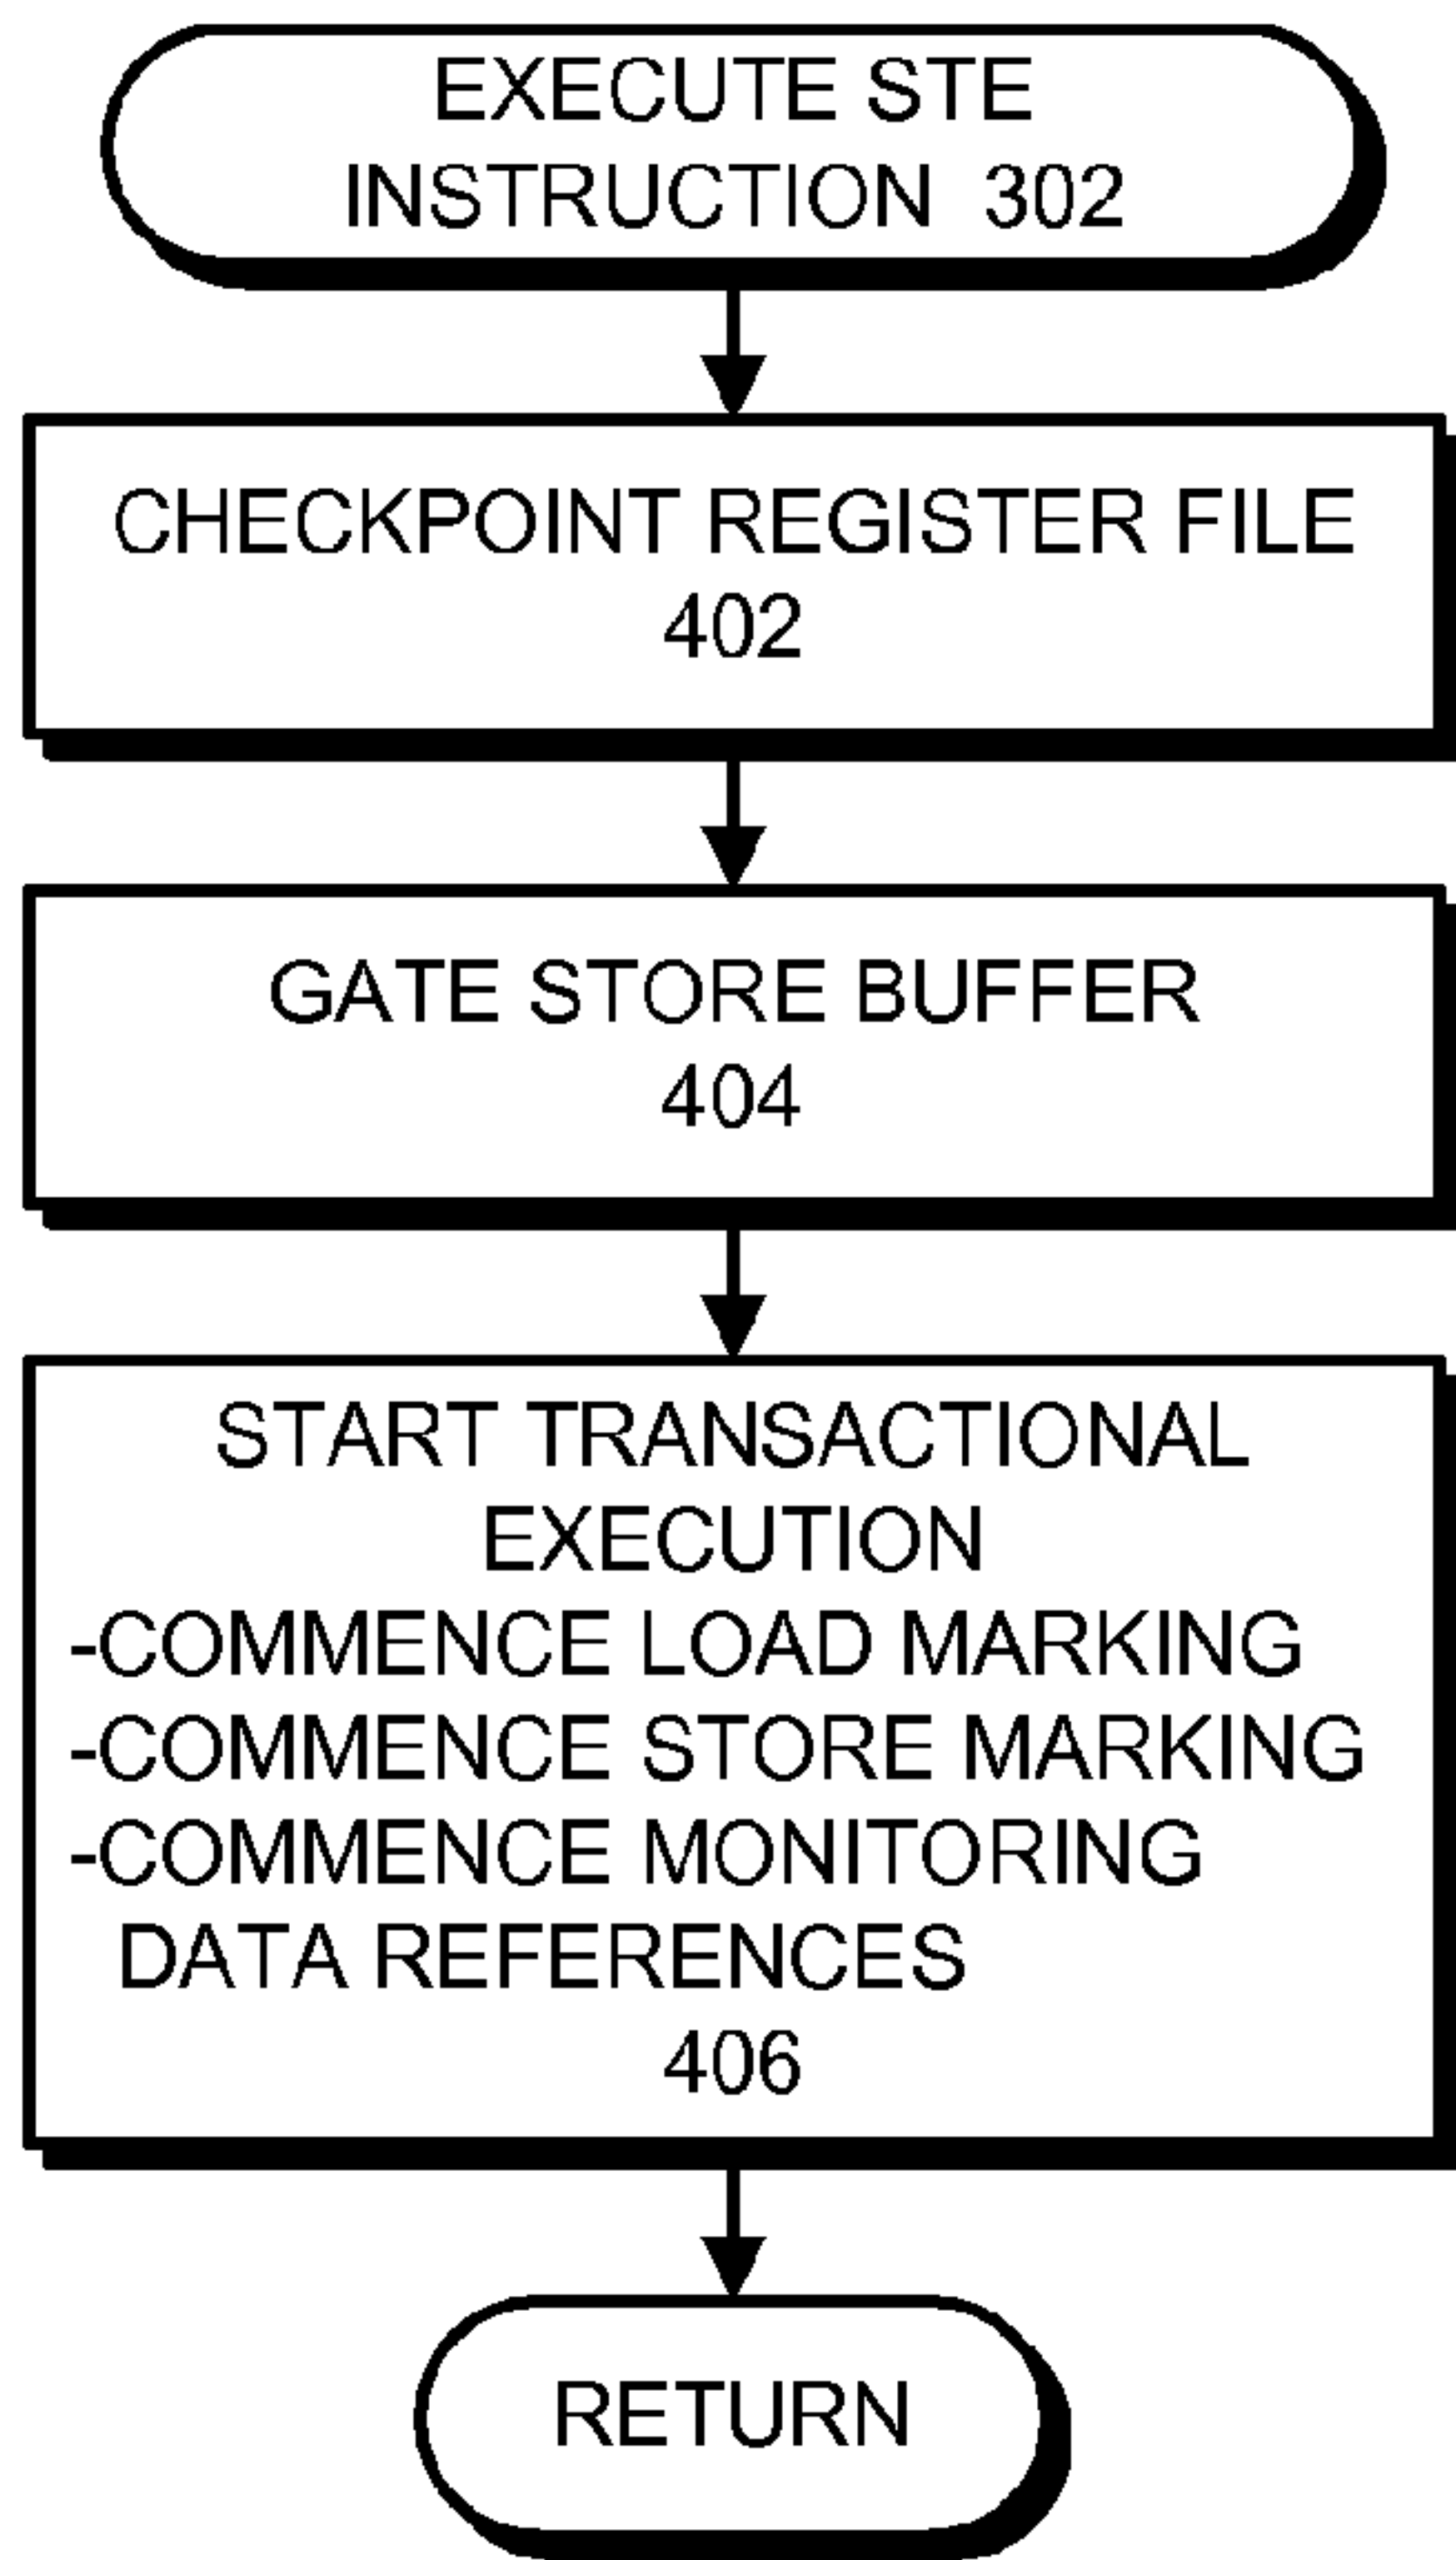 EXECUTE STE
INSTRUCTION 302
CHECKPOINT REGISTER FILE
402
GATE STORE BUFFER
404
START TRANSACTIONAL
EXECUTION
-COMMENCE LOAD MARKING
-COMMENCE STORE MARKING
-COMMENCE MONITORING
DATA REFERENCES
406
RETURN